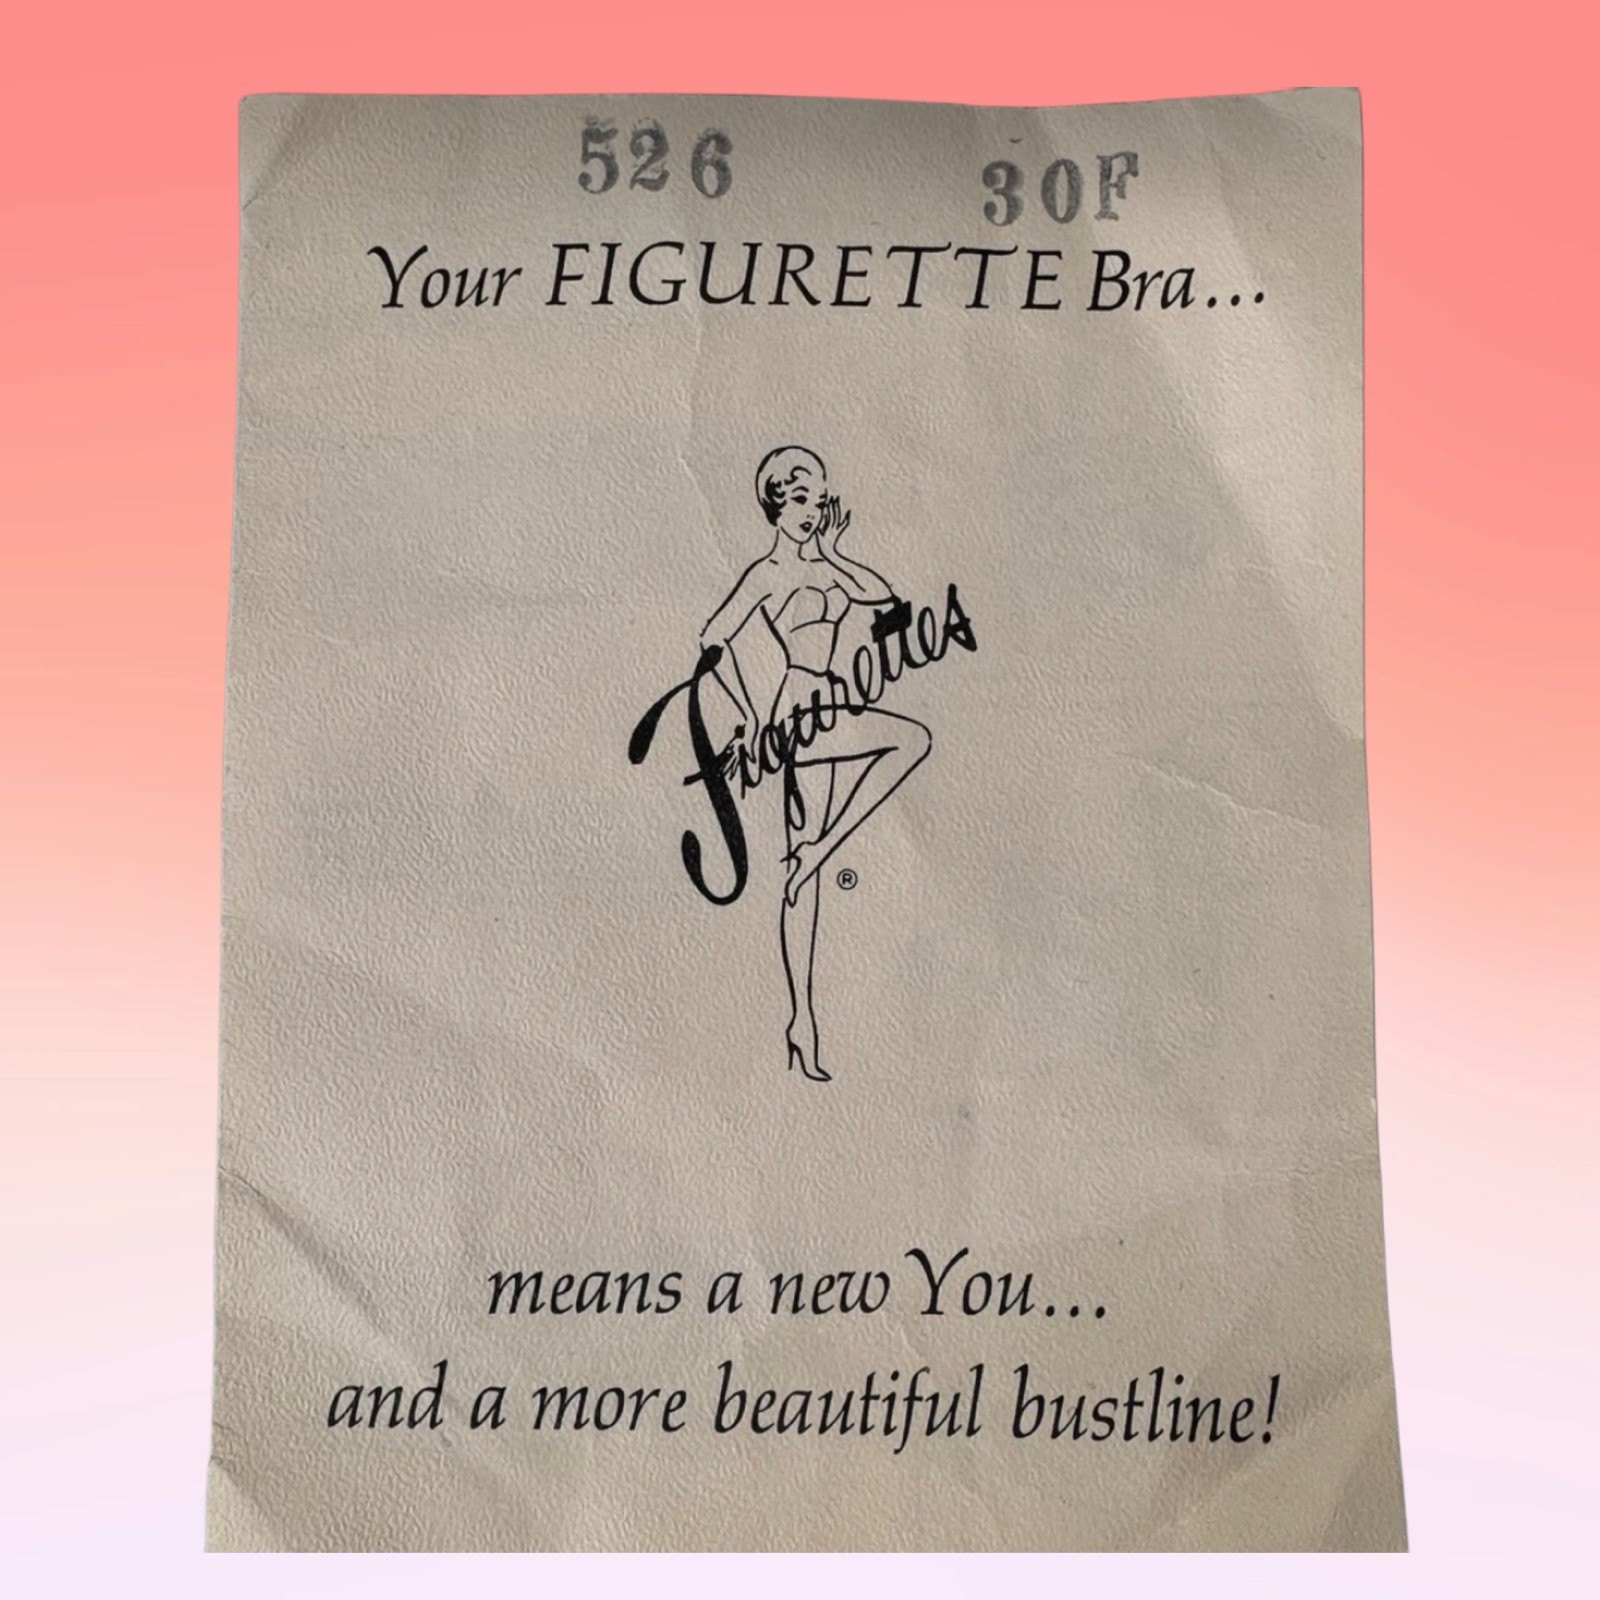 526 30F
Your FIGURETTE Bra...
Figurettes
®
means a new You...
and a more beautiful bustline!